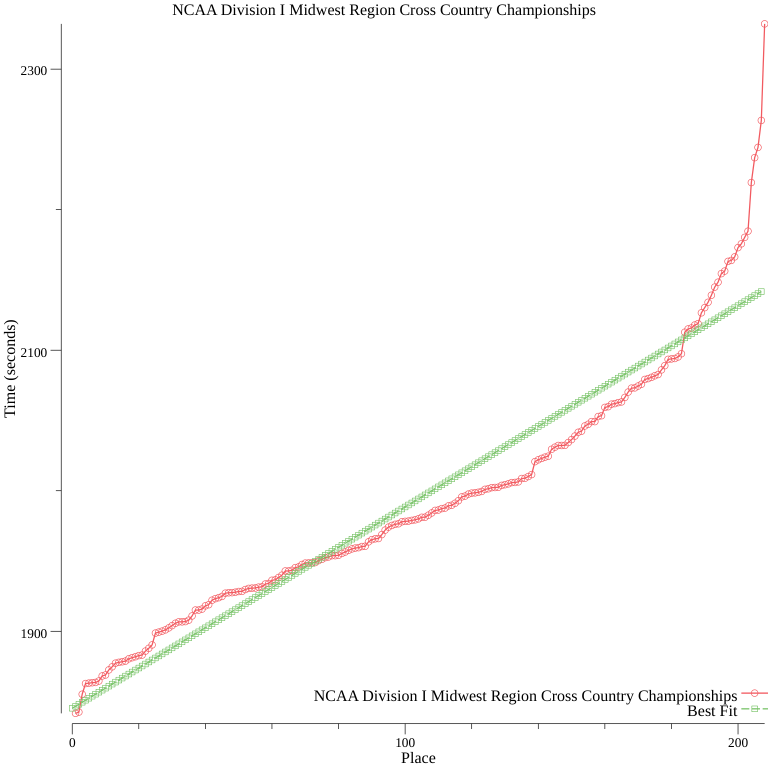 NCAA Division I Midwest Region Cross Country Championships
2300
2100
1900
Time (seconds)
NCAA Division I Midwest Region Cross Country Championships
Best Fit
0
100
200
Place